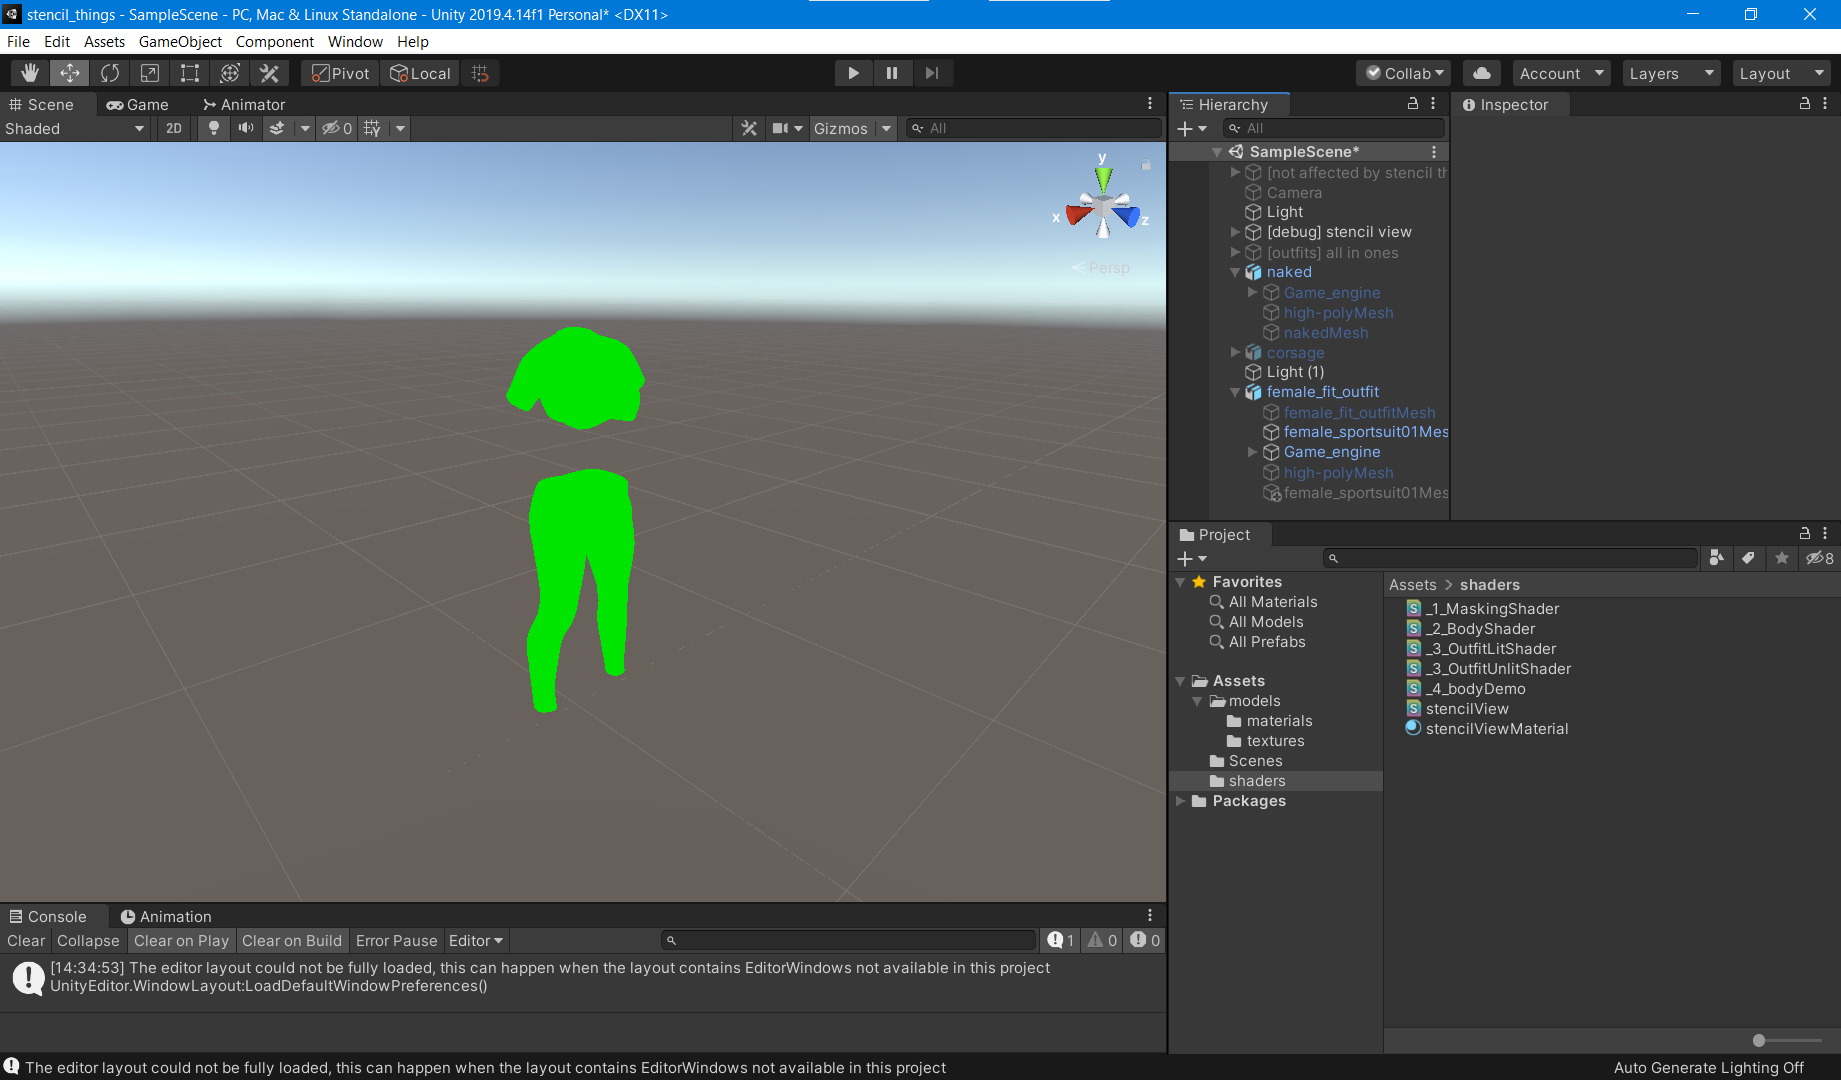 stencil_things - SampleScene - PC, Mac & Linux Standalone - Unity 2019.4.14f1 Personal* <DX11>
File Edit Assets GameObject Component Window Help
Pivot Local Collab Account Layers Layout
Scene Game Animator
Shaded 2D 0 Gizmos All
y
x
z
Persp
Hierarchy
All
SampleScene*
[not affected by stencil th
Camera
Light
[debug] stencil view
[outfits] all in ones
naked
Game_engine
high-polyMesh
nakedMesh
corsage
Light (1)
female_fit_outfit
female_fit_outfitMesh
female_sportsuit01Mes
Game_engine
high-polyMesh
female_sportsuit01Mes
Inspector
Project
8
Favorites
All Materials
All Models
All Prefabs
Assets
models
materials
textures
Scenes
shaders
Packages
Assets > shaders
_1_MaskingShader
_2_BodyShader
_3_OutfitLitShader
_3_OutfitUnlitShader
_4_bodyDemo
stencilView
stencilViewMaterial
Console Animation
Clear Collapse Clear on Play Clear on Build Error Pause Editor 1 0 0
[14:34:53] The editor layout could not be fully loaded, this can happen when the layout contains EditorWindows not available in this project
UnityEditor.WindowLayout:LoadDefaultWindowPreferences()
The editor layout could not be fully loaded, this can happen when the layout contains EditorWindows not available in this project
Auto Generate Lighting Off